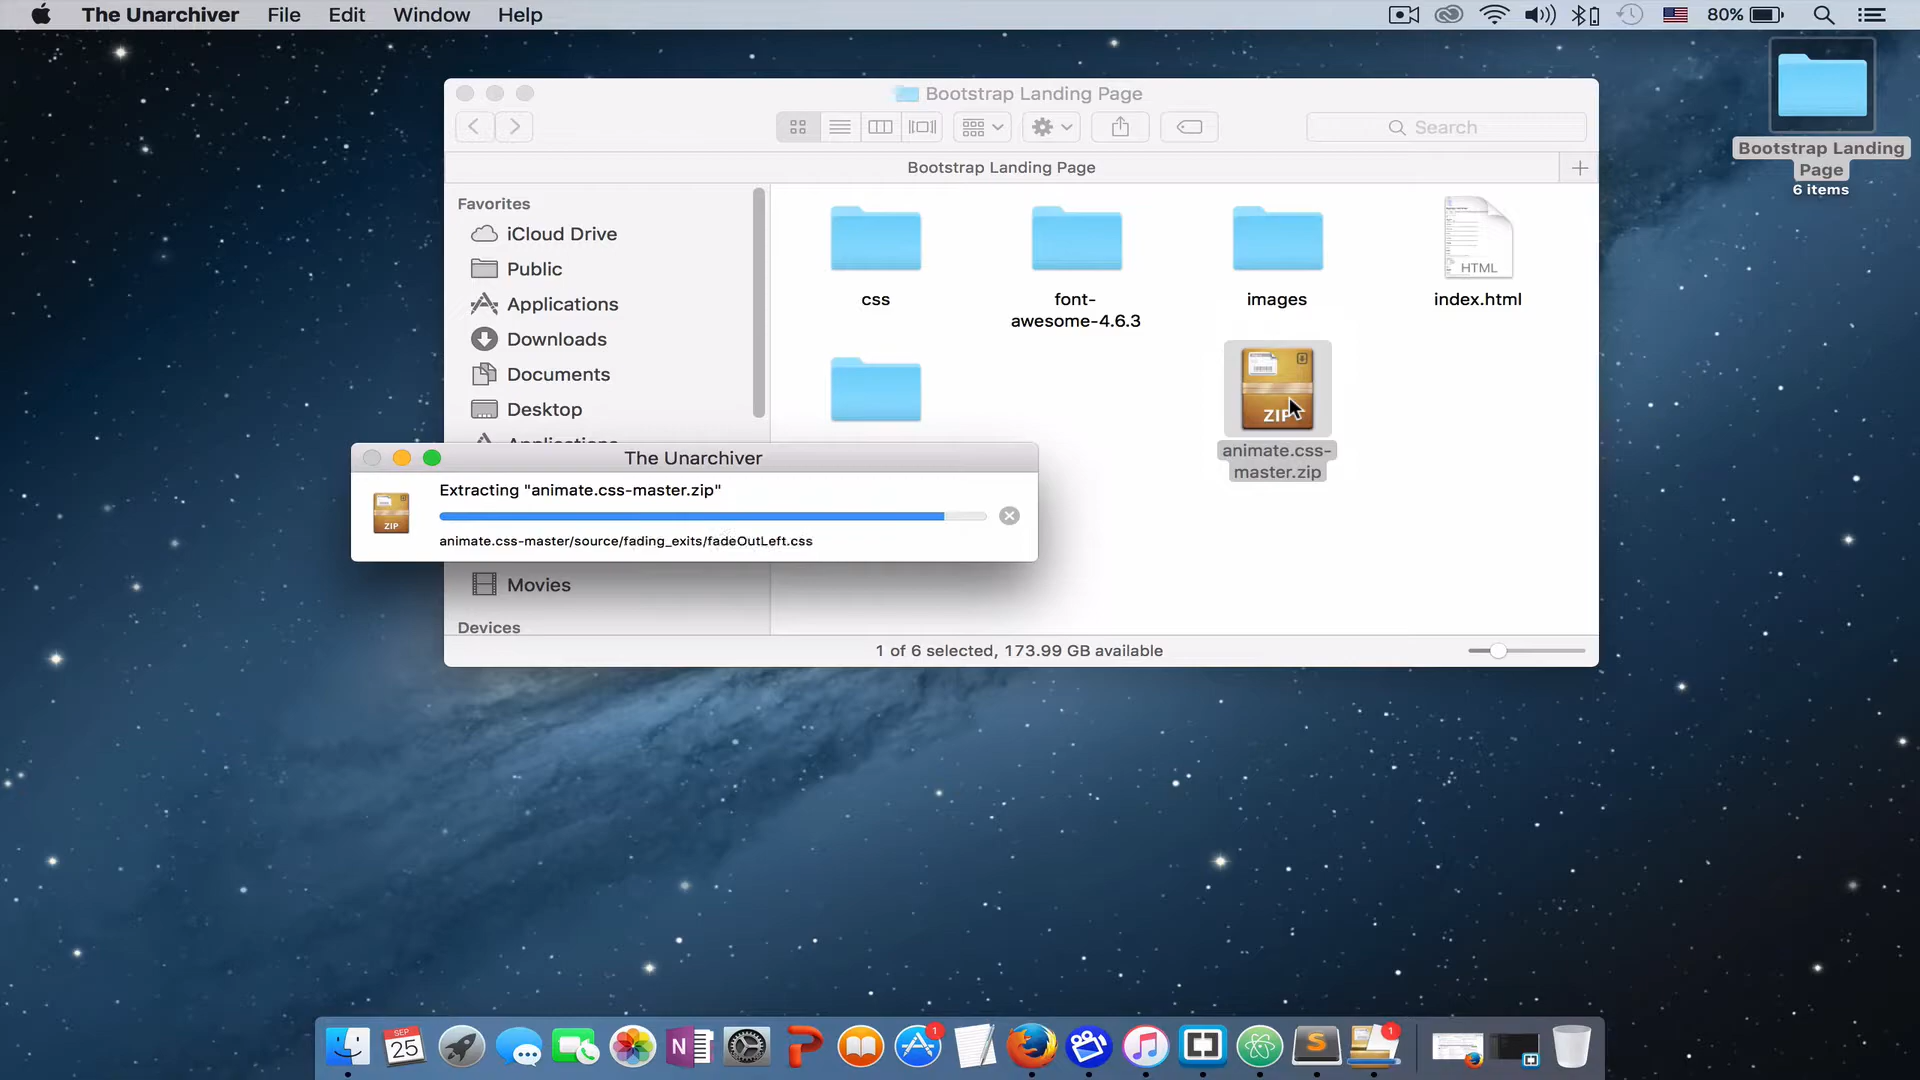 The Unarchiver File Edit Window Help 80%
Bootstrap Landing
Page
6 items
Bootstrap Landing Page
Search
Bootstrap Landing Page
Favorites
iCloud Drive
Public
Applications
Downloads
Documents
Desktop
css
font-
awesome-4.6.3
images
HTML
index.html
ZIP
animate.css-
master.zip
The Unarchiver
Extracting "animate.css-master.zip"
ZIP
animate.css-master/source/fading_exits/fadeOutLeft.css
Movies
Devices
1 of 6 selected, 173.99 GB available
SEP
25
N
1
S
1